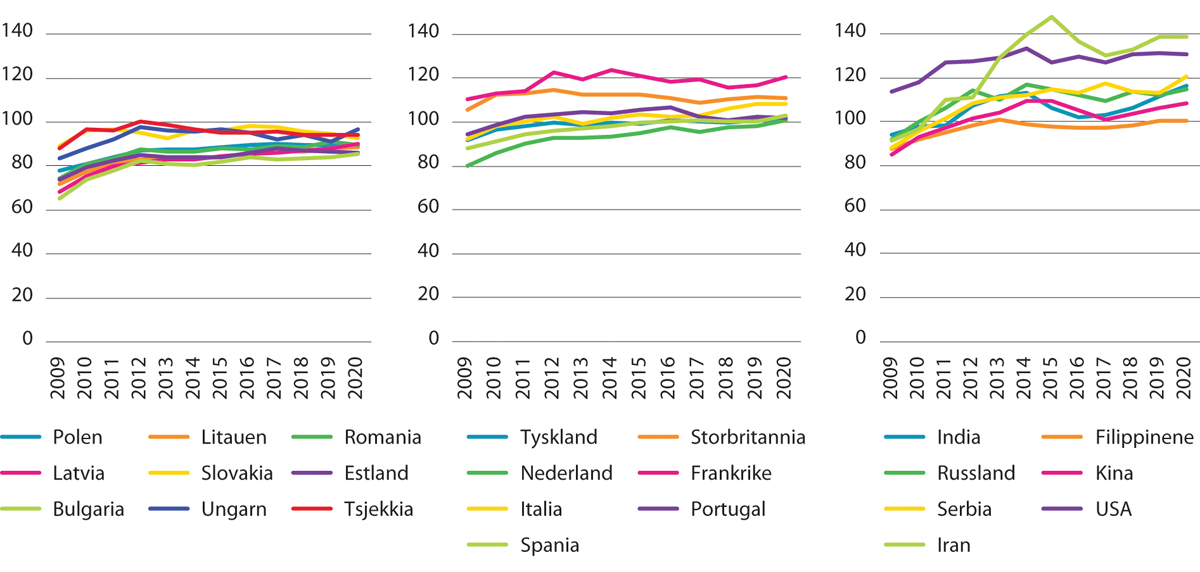 140
120
100
80
60
40
20
0
2009 2010 2011 2012 2013 2014 2015 2016 2017 2018 2019 2020
Polen Litauen Romania
Latvia Slovakia Estland
Bulgaria Ungarn Tsjekkia
140
120
100
80
60
40
20
0
2009 2010 2011 2012 2013 2014 2015 2016 2017 2018 2019 2020
Tyskland Storbritannia
Nederland Frankrike
Italia Portugal
Spania
140
120
100
80
60
40
20
0
2009 2010 2011 2012 2013 2014 2015 2016 2017 2018 2019 2020
India Filippinene
Russland Kina
Serbia USA
Iran